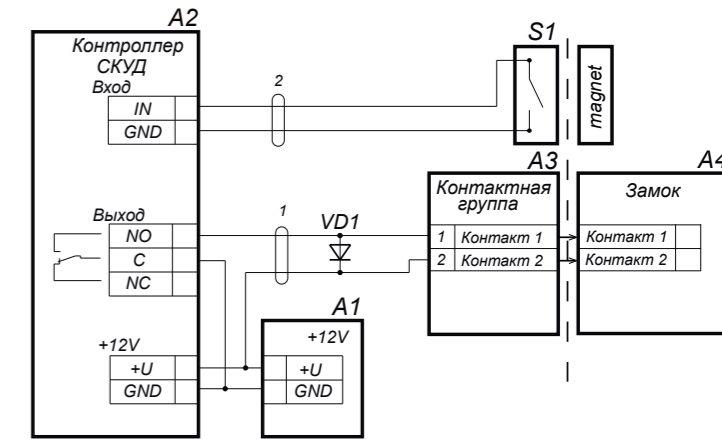 A2
Контроллер
СКУД
Вход
IN
GND
2
S1
magnet
A3
Контактная
группа
1 Контакт 1
2 Контакт 2
A4
Замок
Контакт 1
Контакт 2
Выход
NO
C
NC
1
VD1
+12V
+U
GND
A1
+12V
+U
GND